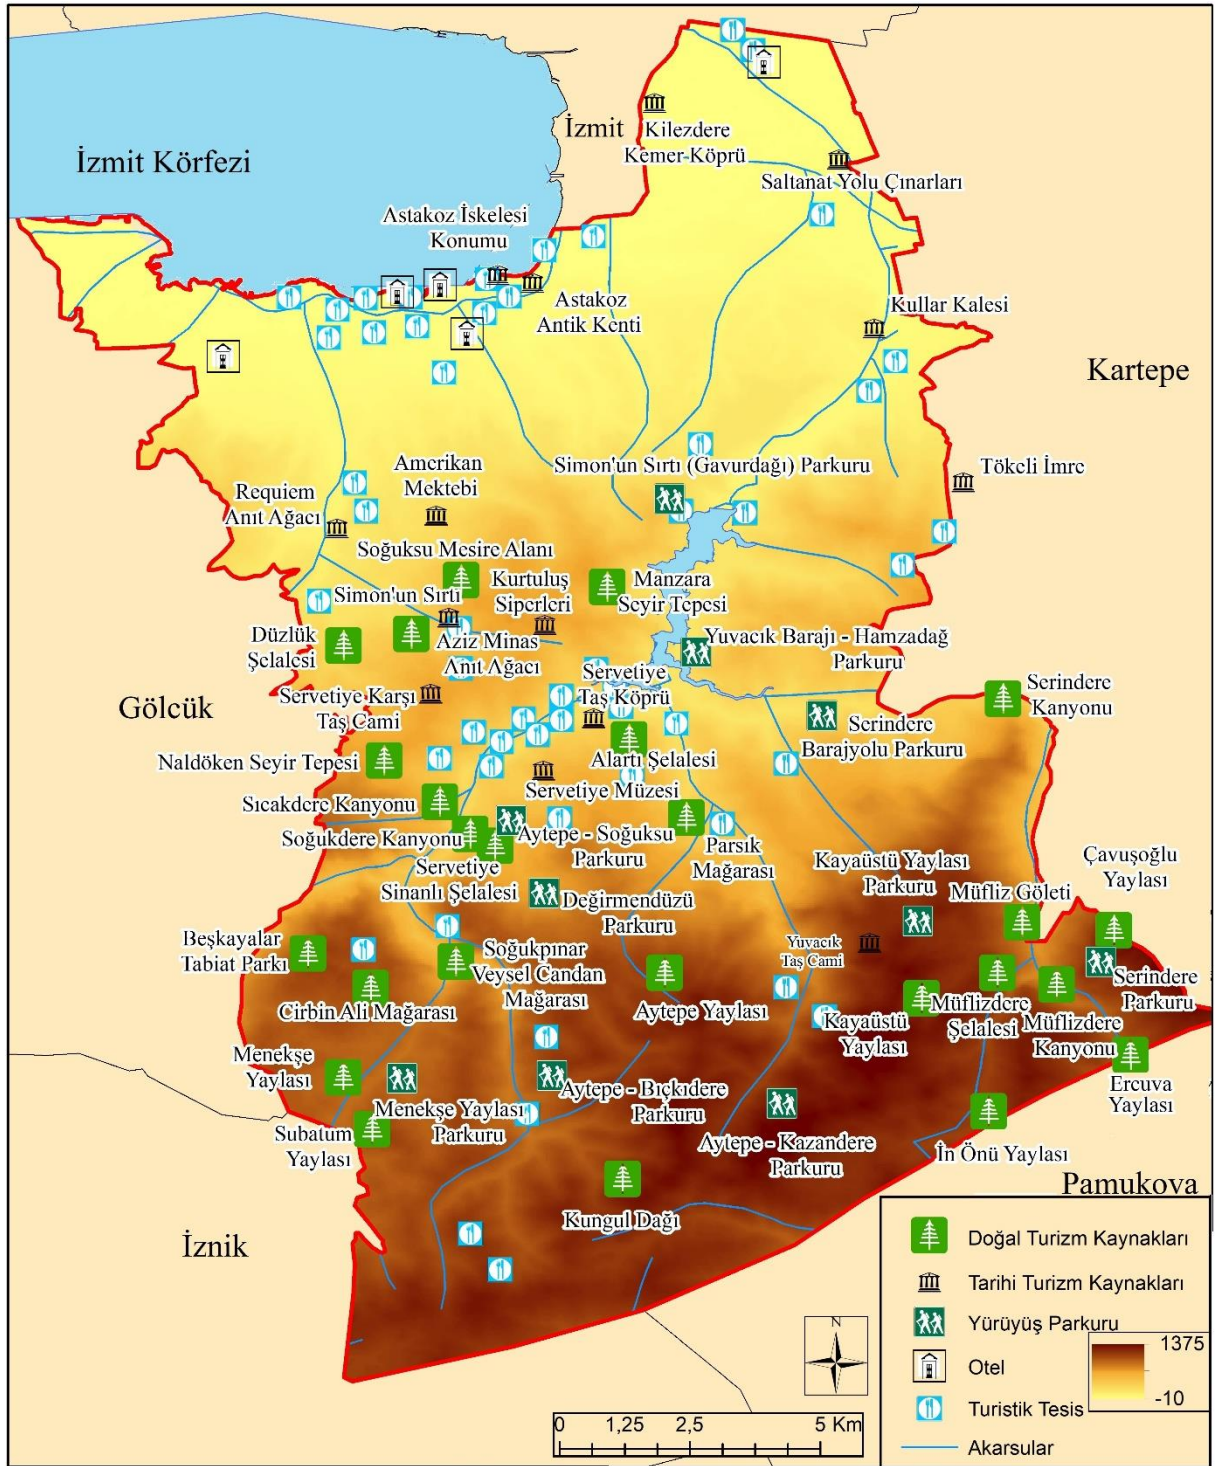 İzmit
İzmit Körfezi
Kilezdere
Kemer Köprü
Saltanat Yolu Çınarları
Astakoz İskelesi
Konumu
Astakoz
Antik Kenti
Kullar Kalesi
Kartepe
Simon'un Sırtı (Gavurdağı) Parkuru
Amerikan
Mektebi
Tökeli İmre
Requiem
Anıt Ağacı
Soğuksu Mesire Alanı
Kurtuluş
Siperleri
Manzara
Seyir Tepesi
Simon'un Sırtı
Düzlük
Şelalesi
Aziz Minas
Anıt Ağacı
Yuvacık Barajı - Hamzadağ
Parkuru
Servetiye
Taş Köprü
Servetiye Karşı
Taş Cami
Gölcük
Serindere
Kanyonu
Serindere
Barajyolu Parkuru
Naldöken Seyir Tepesi
Alartı Şelalesi
Servetiye Müzesi
Sıcakdere Kanyonu
Soğukdere Kanyonu
Aytepe - Soğuksu
Parkuru
Parsık
Mağarası
Servetiye
Sinanlı Şelalesi
Kayaüstü Yaylası
Parkuru
Çavuşoğlu
Yaylası
Müfliz Göleti
Değirmendüzü
Parkuru
Beşkayalar
Tabiat Parkı
Soğukpınar
Veysel Candan
Mağarası
Yuvacık
Taş Cami
Serindere
Parkuru
Cirbin Ali Mağarası
Aytepe Yaylası
Kayaüstü
Yaylası
Müflizdere
Şelalesi
Müflizdere
Kanyonu
Menekşe
Yaylası
Ercuva
Yaylası
Aytepe - Bıçkıdere
Parkuru
Menekşe Yaylası
Parkuru
Subatum
Yaylası
Aytepe - Kazandere
Parkuru
İn Önü Yaylası
Pamukova
Kungul Dağı
İznik
Doğal Turizm Kaynakları
Tarihi Turizm Kaynakları
Yürüyüş Parkuru
Otel
Turistik Tesis
Akarsular
1375
-10
N
0 1,25 2,5 5 Km